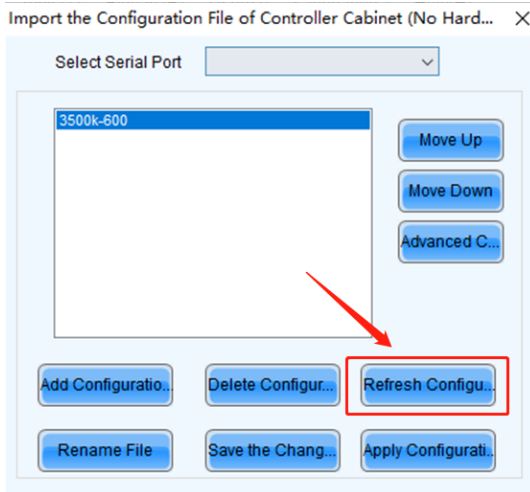 Import the Configuration File of Controller Cabinet (No Hard...
Select Serial Port
3500k-600
Move Up
Move Down
Advanced C...
Add Configuratio..
Delete Configur...
Refresh Configu..
Rename File
Save the Chang...
Apply Configurati..